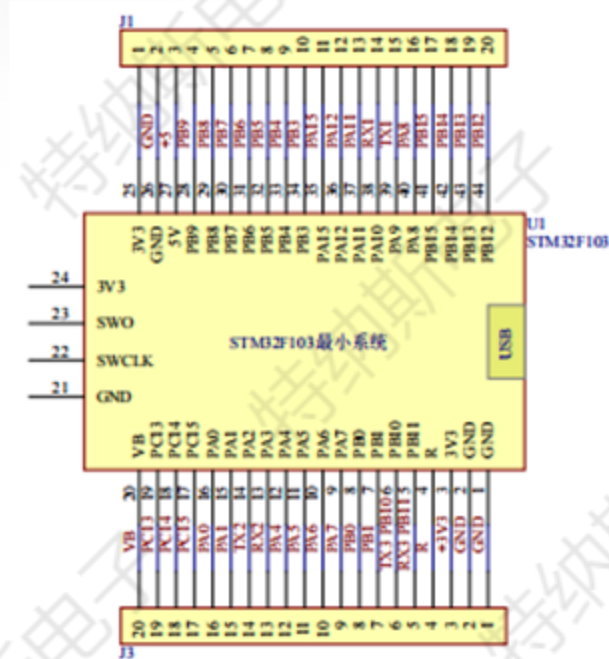 J1
1 2 3 4 5 6 7 8 9 10 11 12 13 14 15 16 17 18 19 20
GND +5 PB9 PB8 PB7 PB6 PB5 PB4 PB3 PA15 PA12 PA11 RX1 TX1 PA8 PB15 PB14 PB13 PB12
25 26 27 28 29 30 31 32 33 34 35 36 37 38 39 40 41 42 43 44
3V3 GND 5V PB9 PB8 PB7 PB6 PB5 PB4 PB3 PA15 PA12 PA11 PA10 PA9 PA8 PB15 PB14 PB13 PB12
U1
STM32F103
24 3V3
23 SWO
22 SWCLK
21 GND
STM32F103最小系统
USB
VB PC13 PC14 PC15 PA0 PA1 PA2 PA3 PA4 PA5 PA6 PA7 PB0 PB1 PB10 PB11 R 3V3 GND GND
20 19 18 17 16 15 14 13 12 11 10 9 8 7 6 5 4 3 2 1
VB PC13 PC14 PC15 PA0 PA1 TX2 RX2 PA4 PA5 PA6 PA7 PB0 PB1 TX3 PB10 RX3 PB11 R +3V3 GND GND
20 19 18 17 16 15 14 13 12 11 10 9 8 7 6 5 4 3 2 1
J3
特纳斯电子